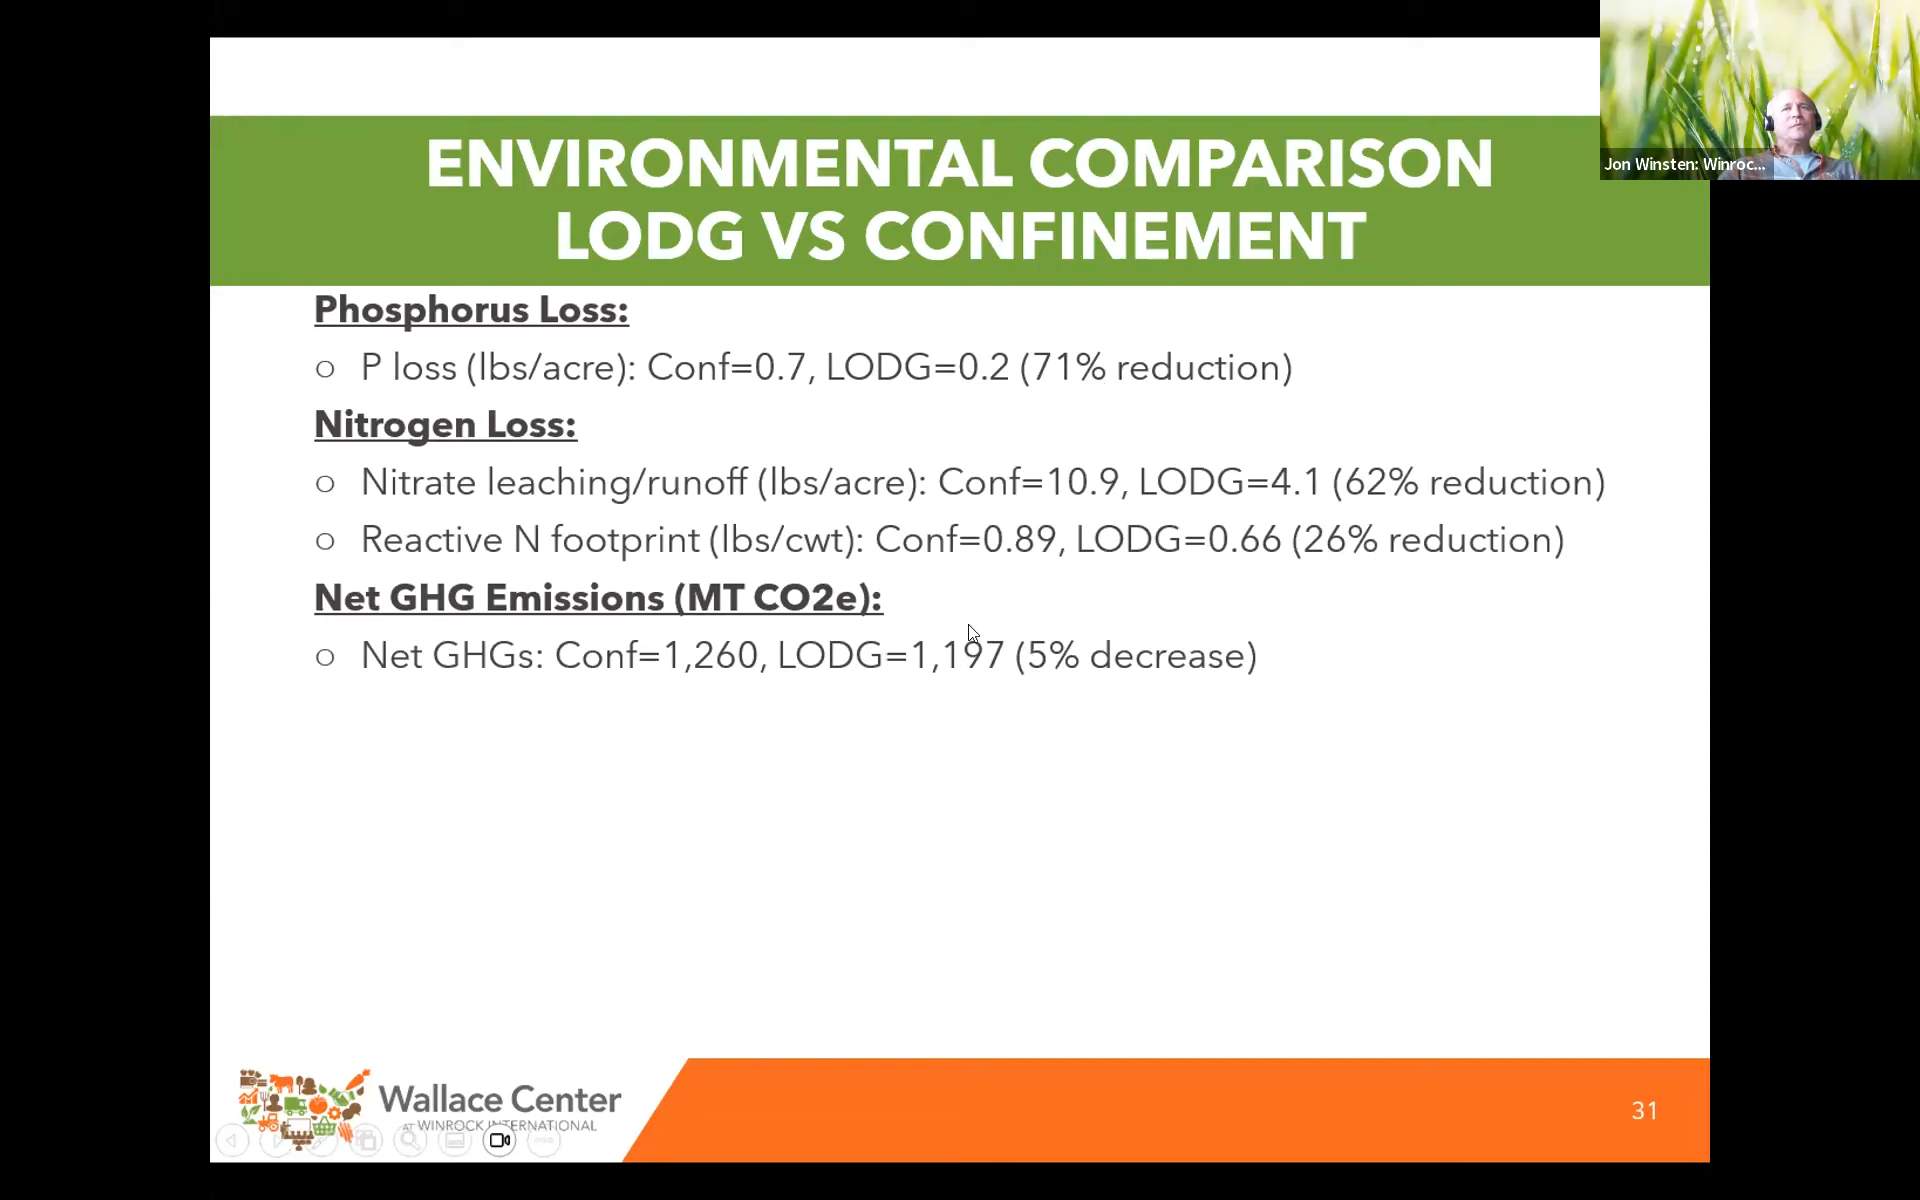 Jon Winsten: Winroc...
ENVIRONMENTAL COMPARISON
LODG VS CONFINEMENT
Phosphorus Loss:
○ P loss (lbs/acre): Conf=0.7, LODG=0.2 (71% reduction)
Nitrogen Loss:
○ Nitrate leaching/runoff (lbs/acre): Conf=10.9, LODG=4.1 (62% reduction)
○ Reactive N footprint (lbs/cwt): Conf=0.89, LODG=0.66 (26% reduction)
Net GHG Emissions (MT CO2e):
○ Net GHGs: Conf=1,260, LODG=1,197 (5% decrease)
Wallace Center
AT WINROCK INTERNATIONAL
31